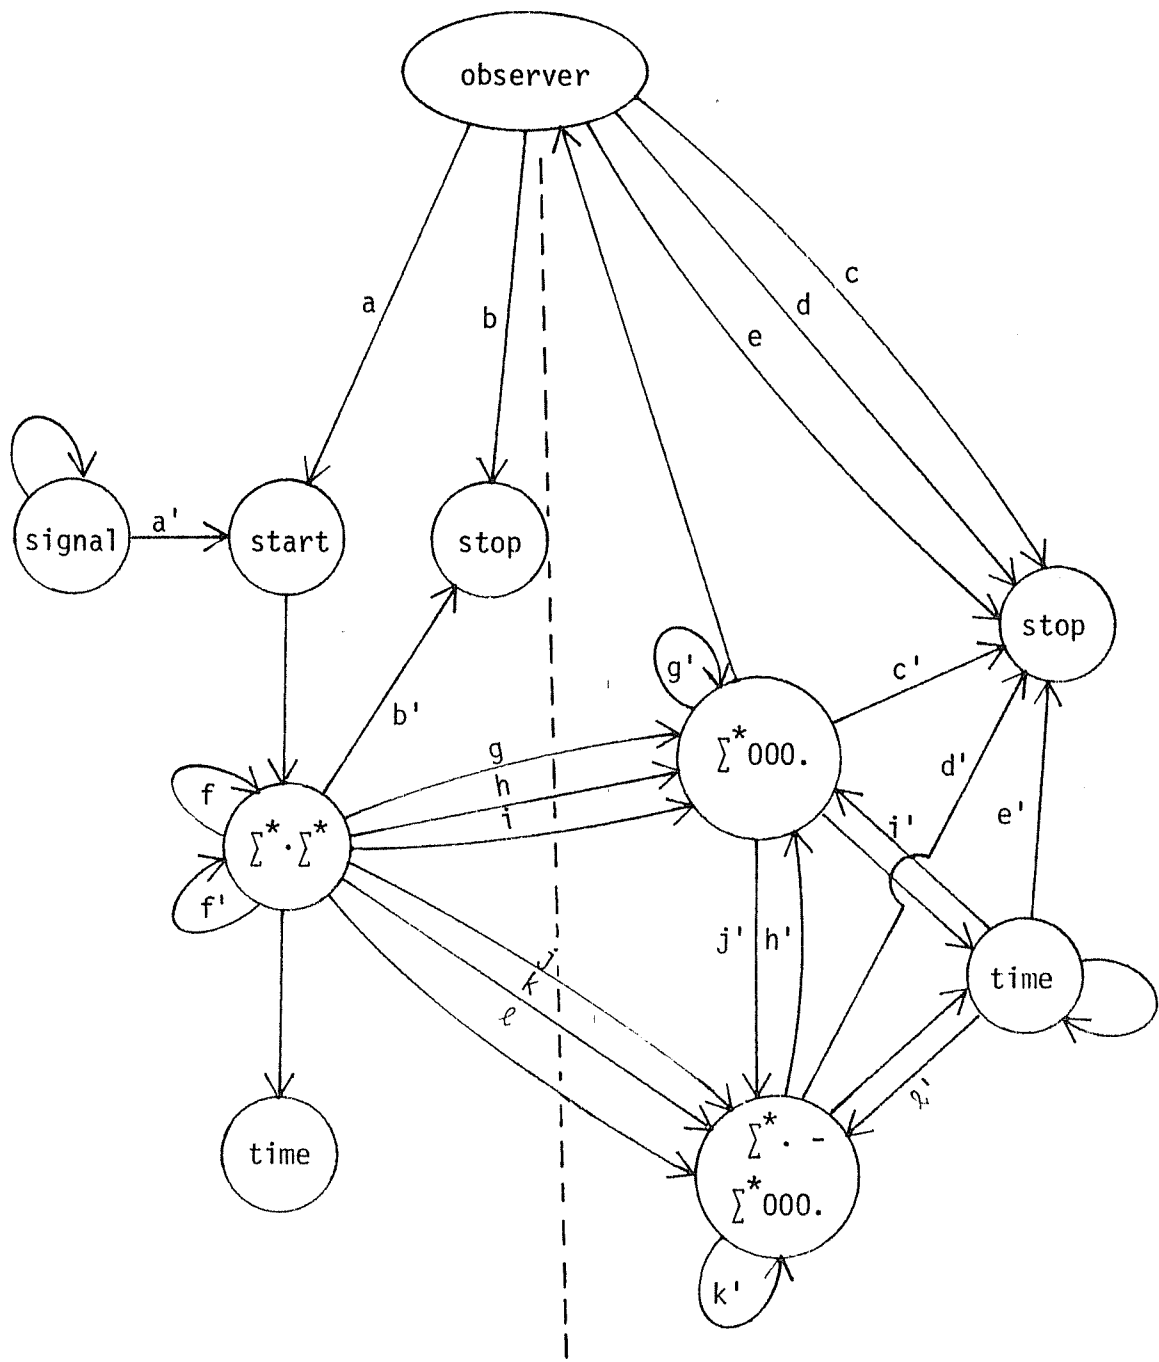 observer
a
b
c
d
e
signal
a'
start
stop
stop
b'
g'
c'
Σ*000.
g
h
i
f
Σ*.Σ*
f'
d'
i'
e'
j'
h'
j
k
ℓ
time
ℓ'
time
Σ*. -
Σ*000.
k'